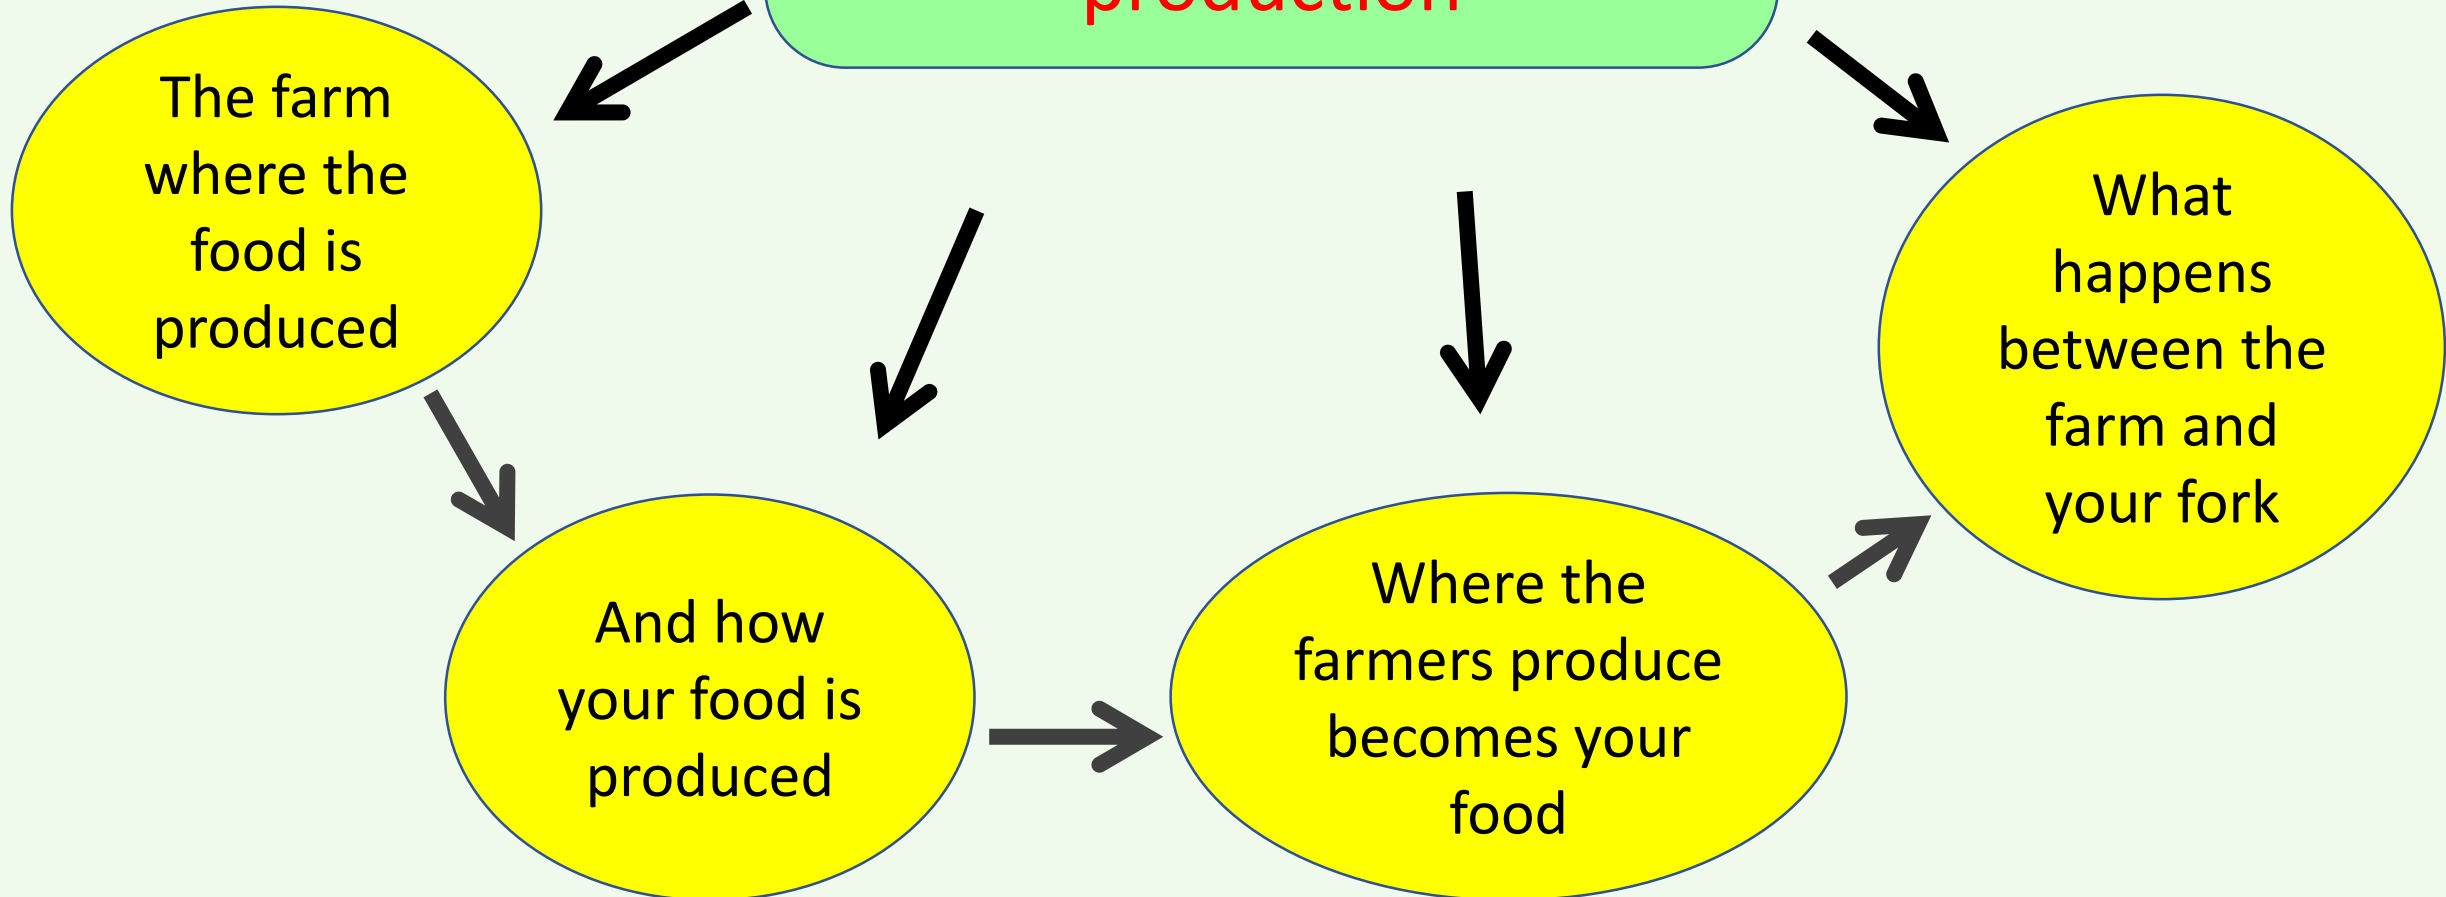 production
The farm
where the
food is
produced
What
happens
between the
farm and
your fork
And how
your food is
produced
Where the
farmers produce
becomes your
food